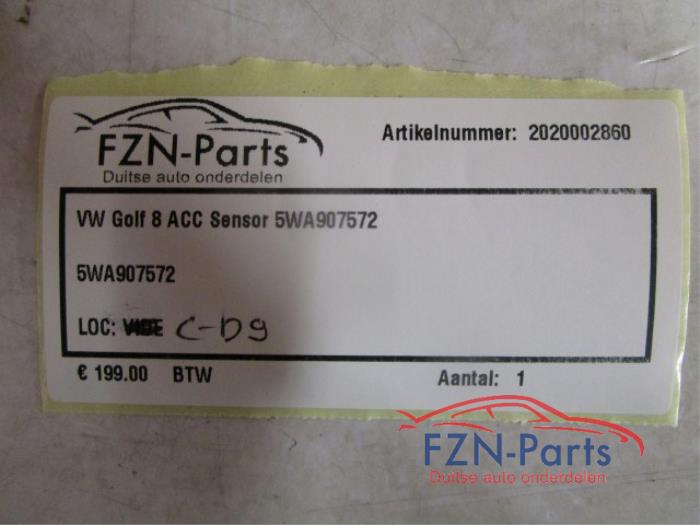 FZN-Parts
Duitse auto onderdelen
Artikelnummer: 2020002860
VW Golf 8 ACC Sensor 5WA907572
5WA907572
LOC: C-D9
€ 199.00 BTW
Aantal: 1
FZN-Parts
Duitse auto onderdelen